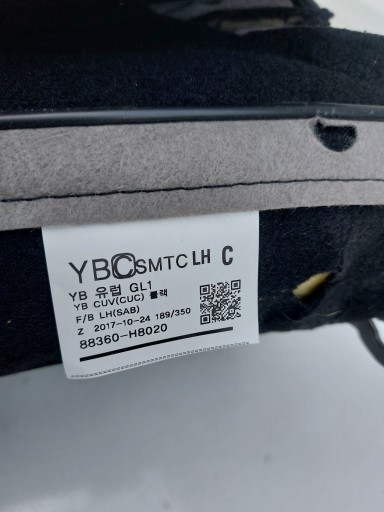 YBCSMTC LH C
YB 유럽 GL1
YB CUV(CUC) 블랙
F/B LH(SAB)
Z 2017-10-24 189/350
88360-H8020